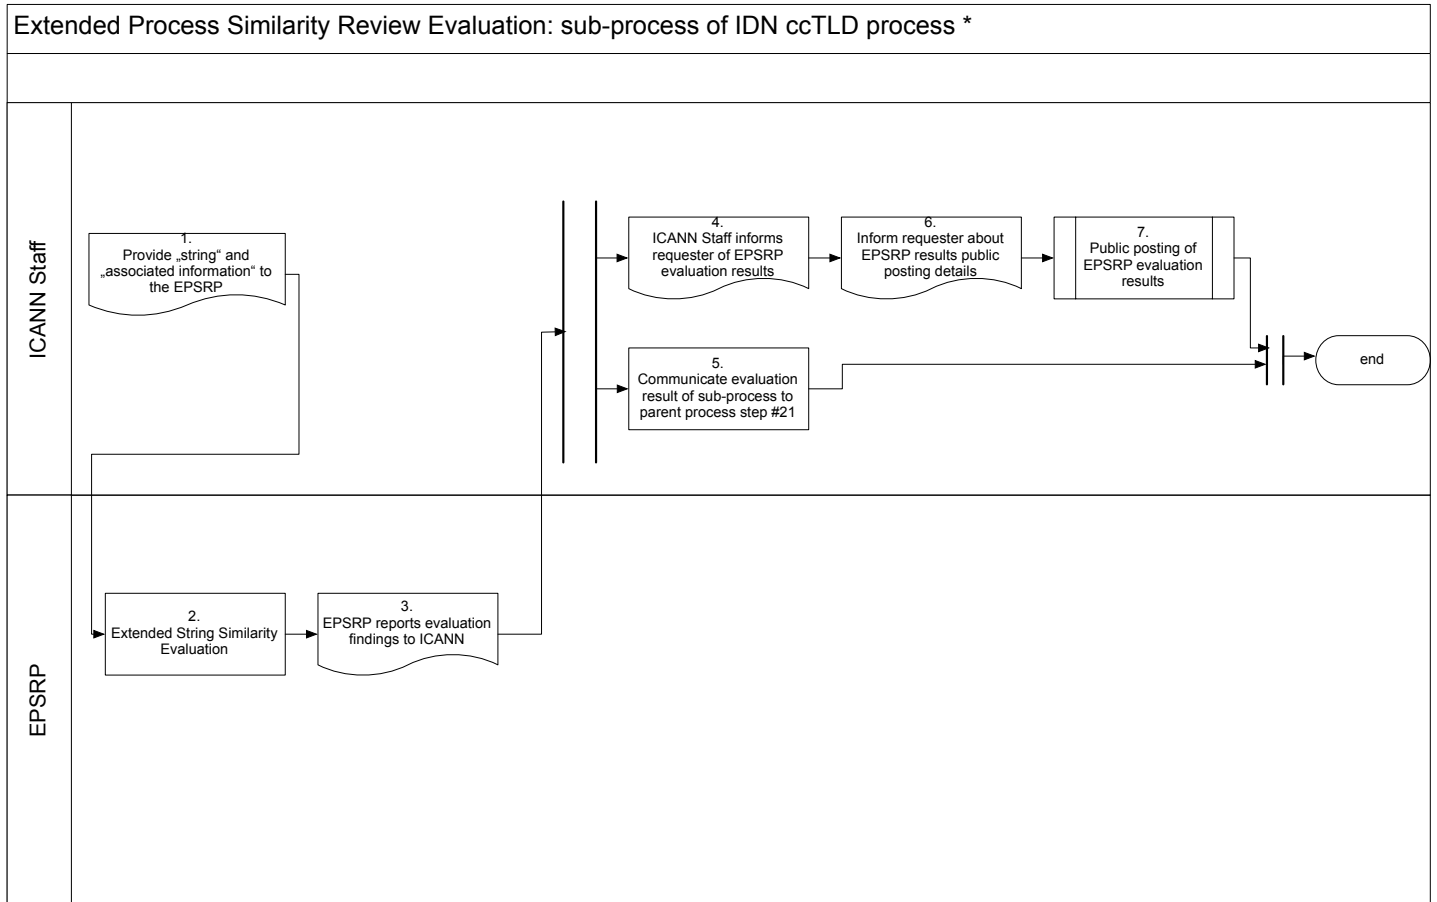 Extended Process Similarity Review Evaluation: sub-process of IDN ccTLD process *
ICANN Staff
1.
Provide „string“ and
„associated information“ to
the EPSRP
4.
ICANN Staff informs
requester of EPSRP
evaluation results
6.
Inform requester about
EPSRP results public
posting details
7.
Public posting of
EPSRP evaluation
results
5.
Communicate evaluation
result of sub-process to
parent process step #21
end
EPSRP
2.
Extended String Similarity
Evaluation
3.
EPSRP reports evaluation
findings to ICANN